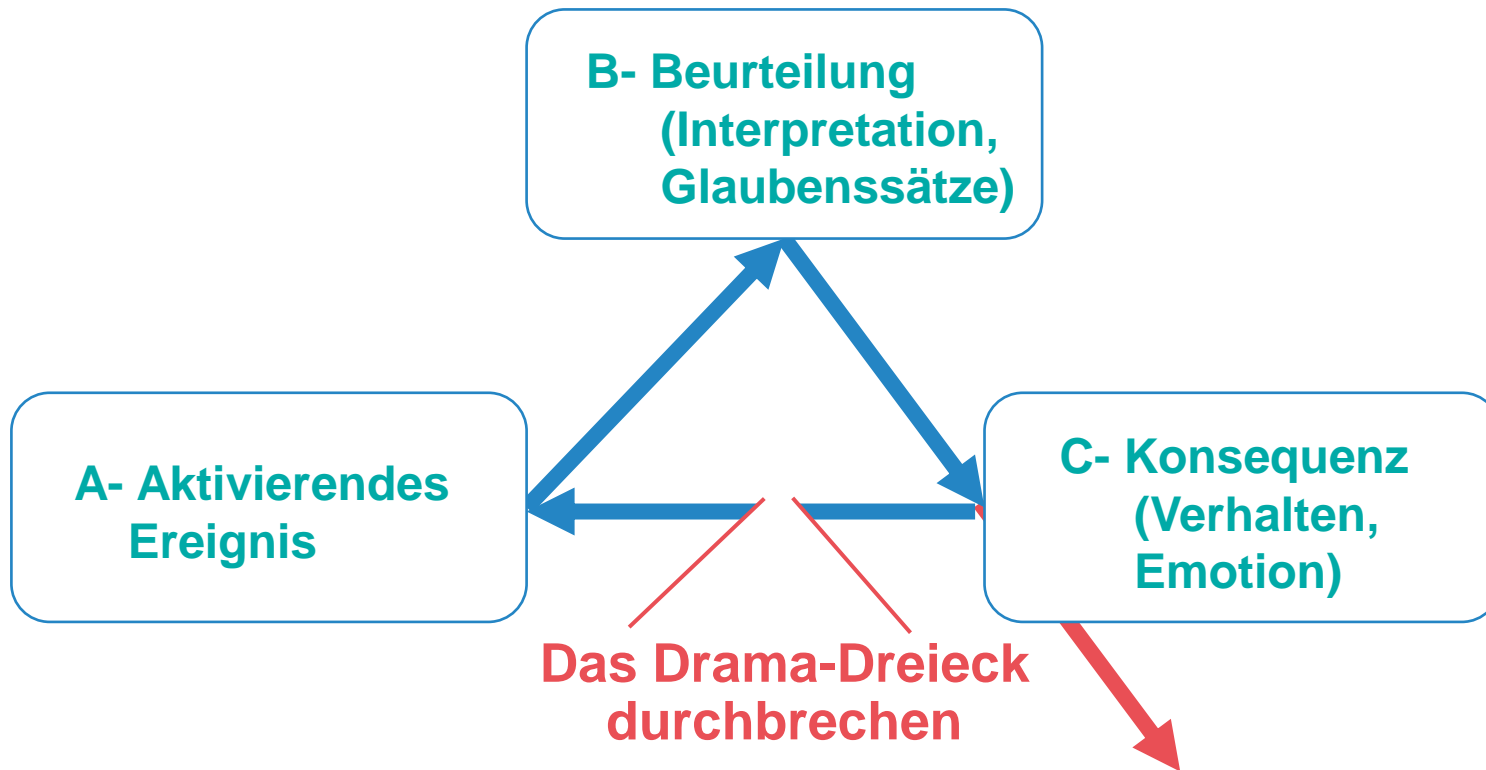 B- Beurteilung
(Interpretation,
Glaubenssätze)
A- Aktivierendes
Ereignis
C- Konsequenz
(Verhalten,
Emotion)
Das Drama-Dreieck
durchbrechen